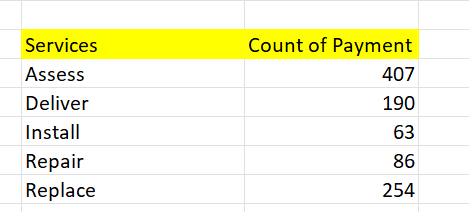 Services Count of Payment
Assess 407
Deliver 190
Install 63
Repair 86
Replace 254